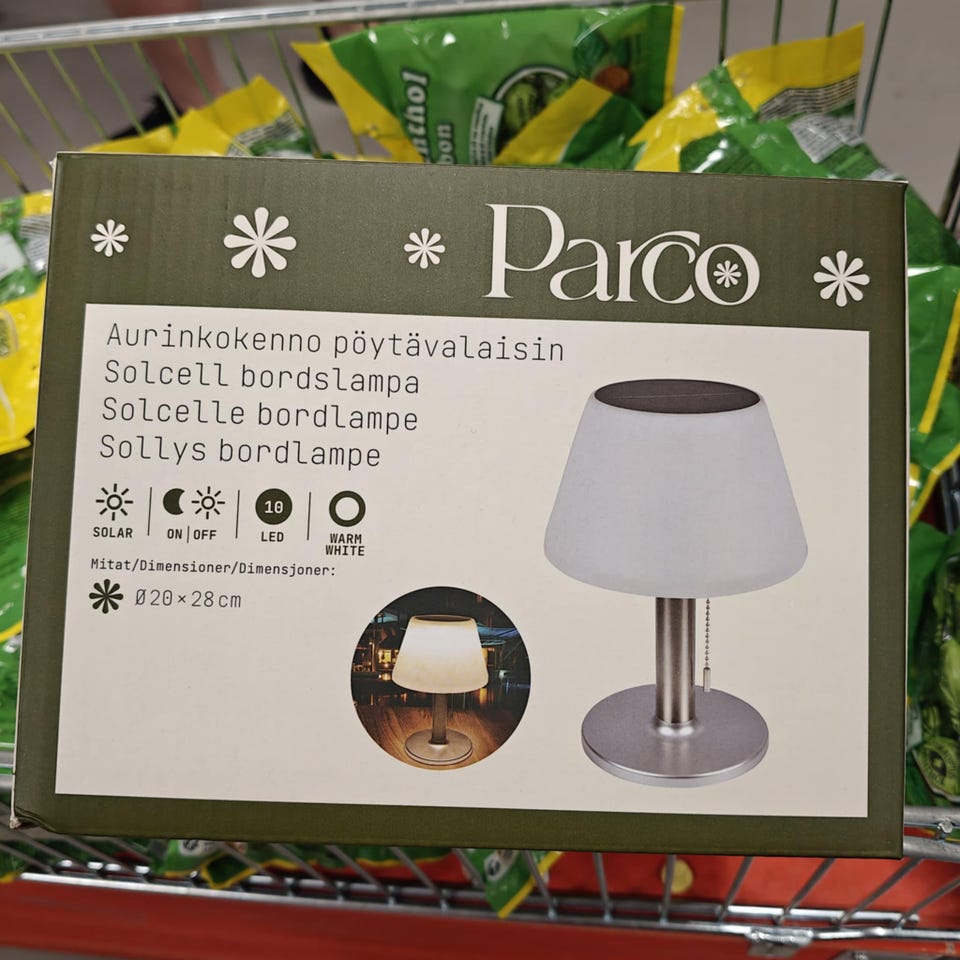 Parco
Aurinkokenno pöytävalaisin
Solcell bordslampa
Solcelle bordlampe
Sollys bordlampe
SOLAR
ON|OFF
10
LED
WARM
WHITE
Mitat/Dimensioner/Dimensjoner:
Ø20×28cm